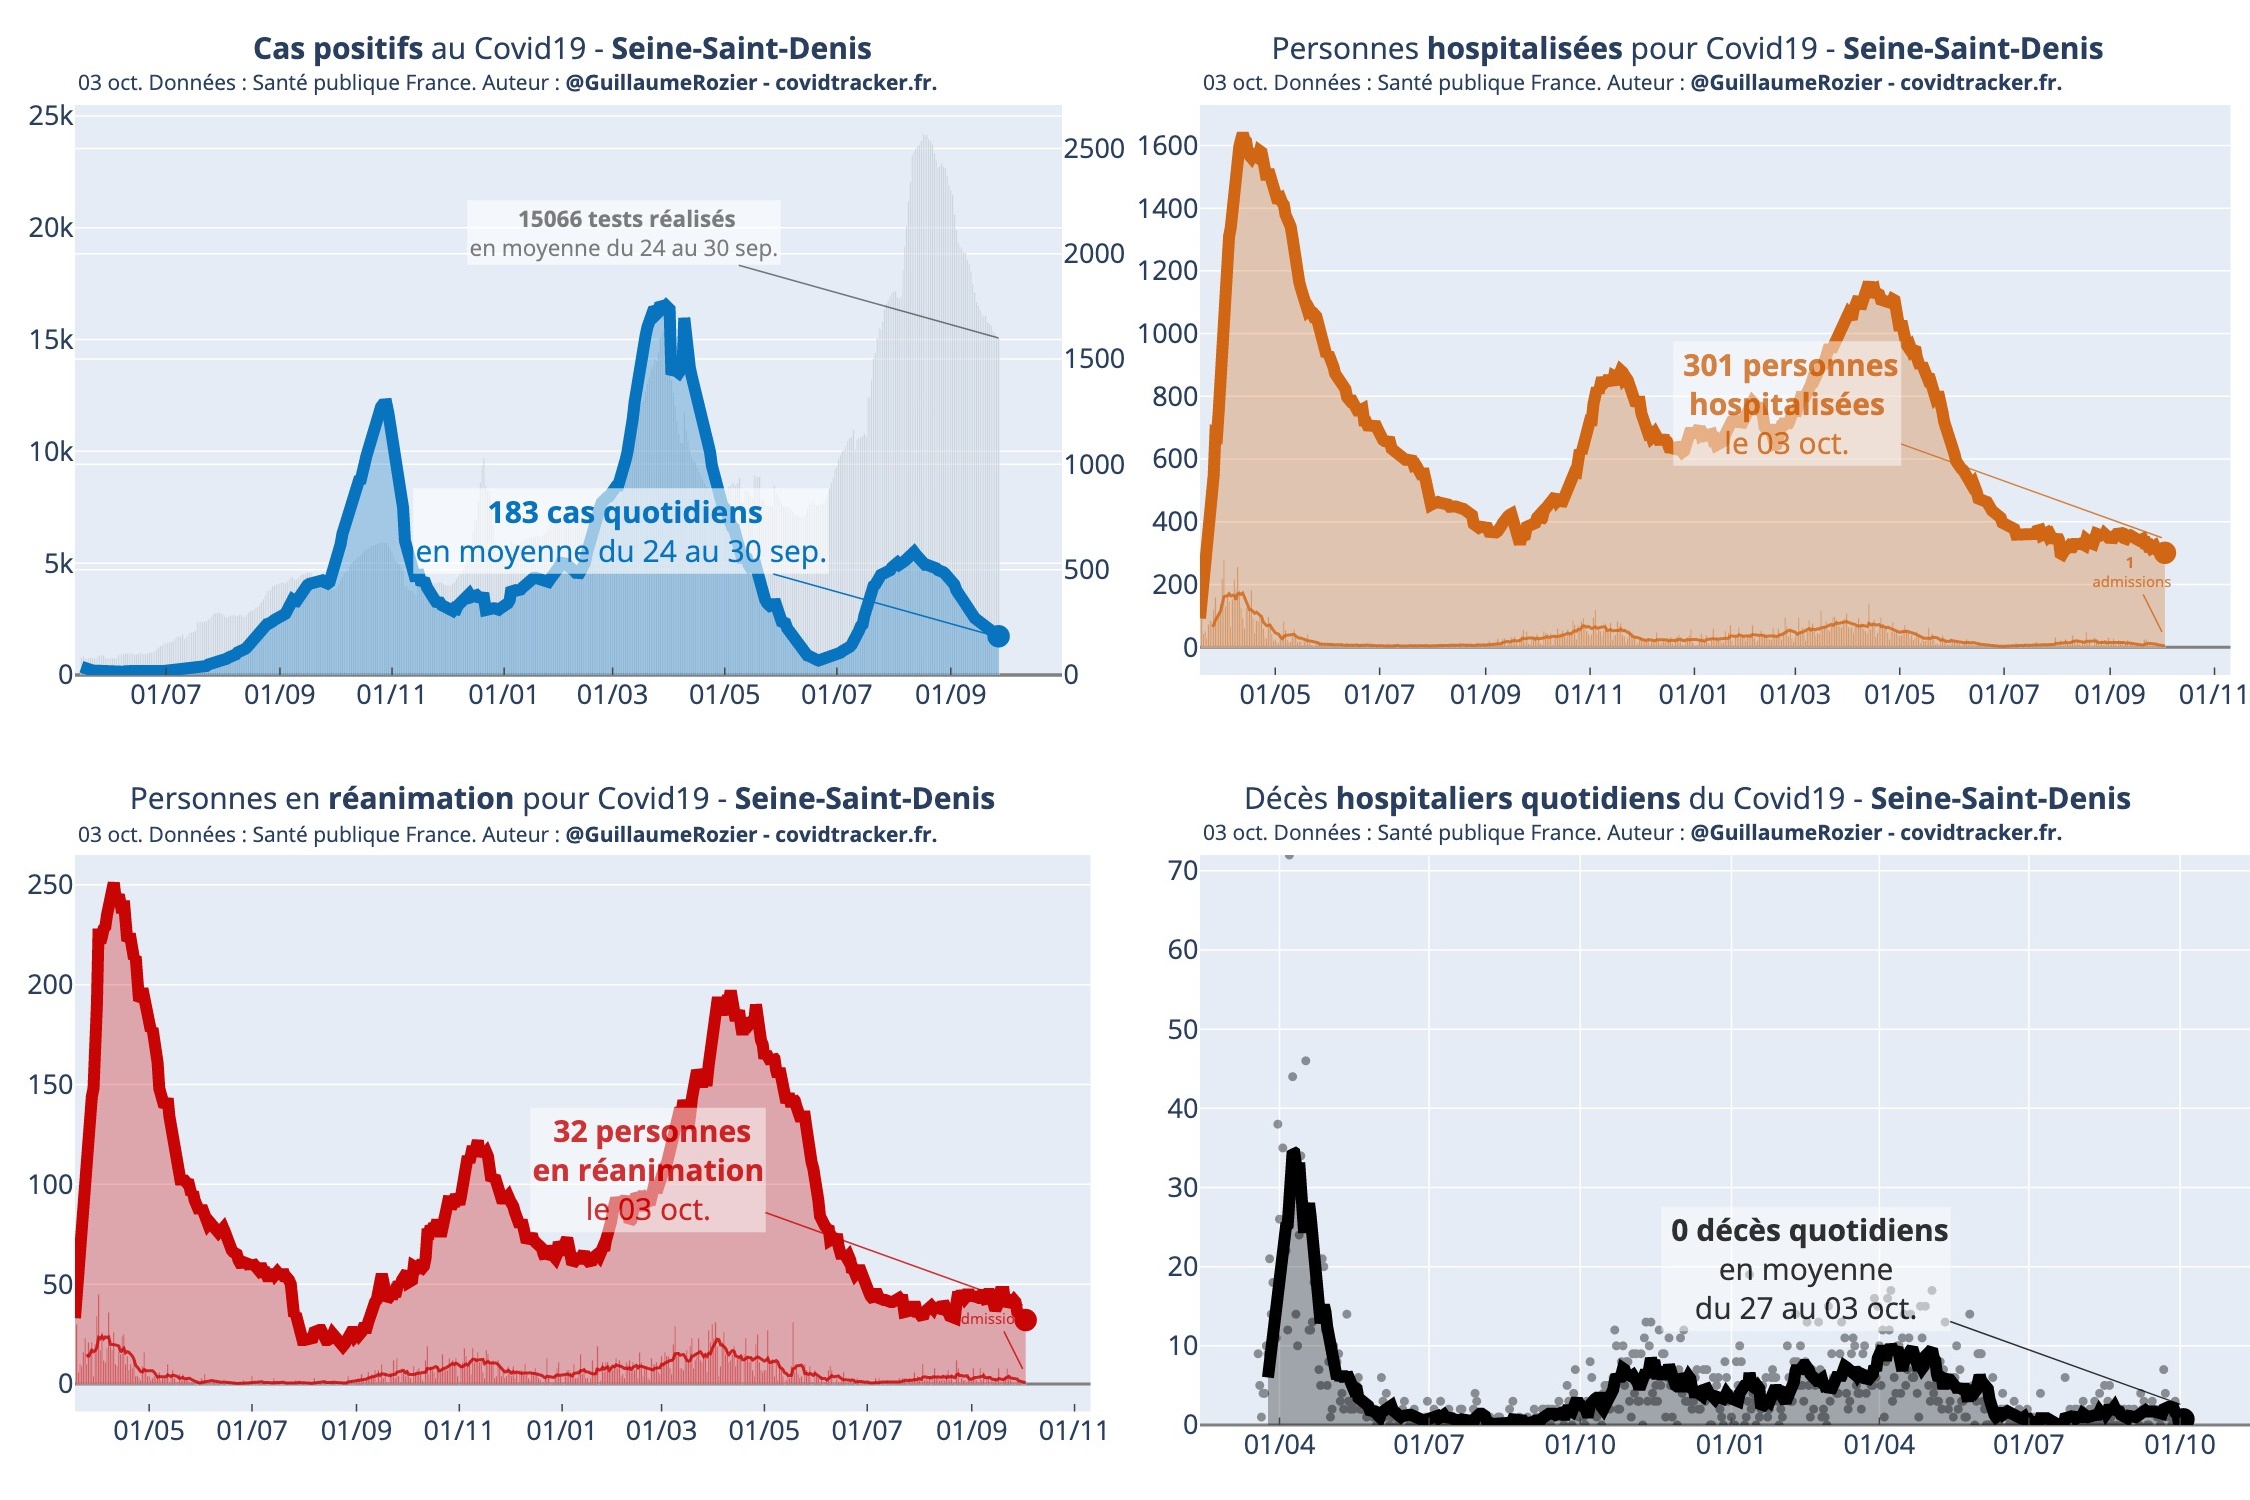 Cas positifs au Covid19 - Seine-Saint-Denis
03 oct. Données : Santé publique France. Auteur : @GuillaumeRozier - covidtracker.fr.
25k
20k
15k
10k
5k
0
2500
2000
1500
1000
500
0
15066 tests réalisés
en moyenne du 24 au 30 sep.
183 cas quotidiens
en moyenne du 24 au 30 sep.
01/07 01/09 01/11 01/01 01/03 01/05 01/07 01/09
Personnes hospitalisées pour Covid19 - Seine-Saint-Denis
03 oct. Données : Santé publique France. Auteur : @GuillaumeRozier - covidtracker.fr.
1600
1400
1200
1000
800
600
400
200
0
301 personnes
hospitalisées
le 03 oct.
1
admissions
01/05 01/07 01/09 01/11 01/01 01/03 01/05 01/07 01/09 01/11
Personnes en réanimation pour Covid19 - Seine-Saint-Denis
03 oct. Données : Santé publique France. Auteur : @GuillaumeRozier - covidtracker.fr.
250
200
150
100
50
0
32 personnes
en réanimation
le 03 oct.
01/05 01/07 01/09 01/11 01/01 01/03 01/05 01/07 01/09 01/11
Décès hospitaliers quotidiens du Covid19 - Seine-Saint-Denis
03 oct. Données : Santé publique France. Auteur : @GuillaumeRozier - covidtracker.fr.
70
60
50
40
30
20
10
0
0 décès quotidiens
en moyenne
du 27 au 03 oct.
01/04 01/07 01/10 01/01 01/04 01/07 01/10